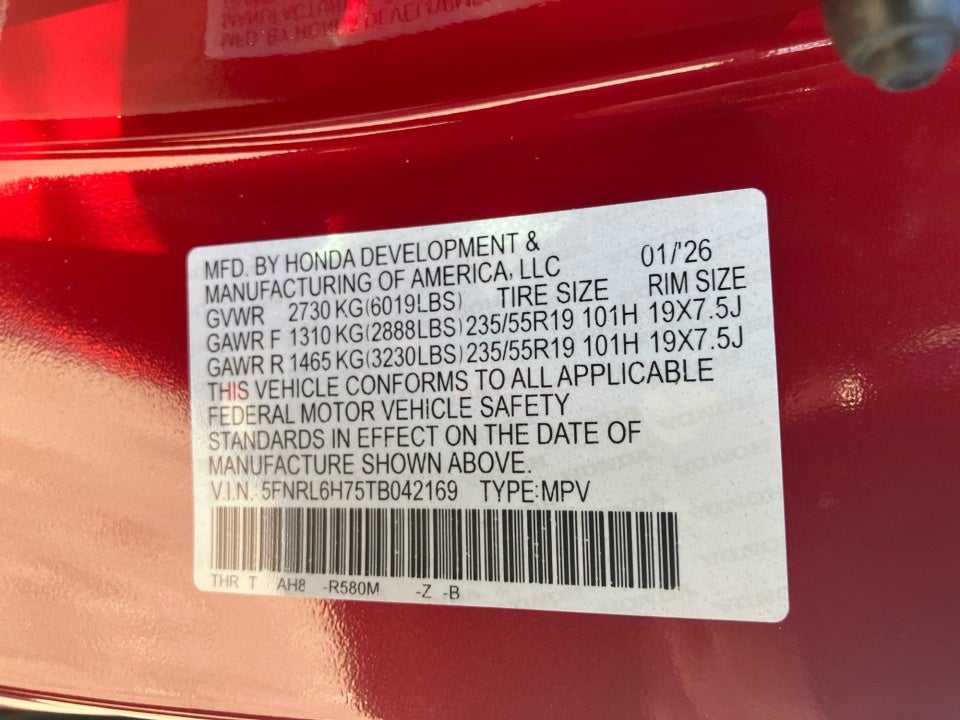 MFD. BY HONDA DEVELOPMENT &
MANUFACTURING OF AMERICA, LLC 01/'26
GVWR 2730 KG(6019LBS) TIRE SIZE RIM SIZE
GAWR F 1310 KG(2888LBS) 235/55R19 101H 19X7.5J
GAWR R 1465 KG(3230LBS) 235/55R19 101H 19X7.5J
THIS VEHICLE CONFORMS TO ALL APPLICABLE
FEDERAL MOTOR VEHICLE SAFETY
STANDARDS IN EFFECT ON THE DATE OF
MANUFACTURE SHOWN ABOVE.
V.I.N.: 5FNRL6H75TB042169 TYPE:MPV
THR T AH8 -R580M -Z -B